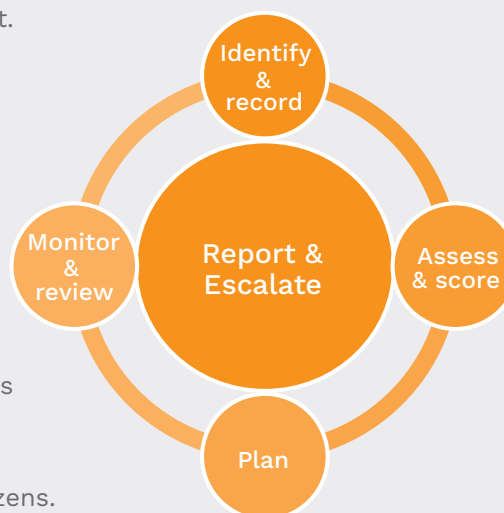 t.
Identify
&
record
Monitor
&
review
Report &
Escalate
Assess
& score
s
Plan
zens.